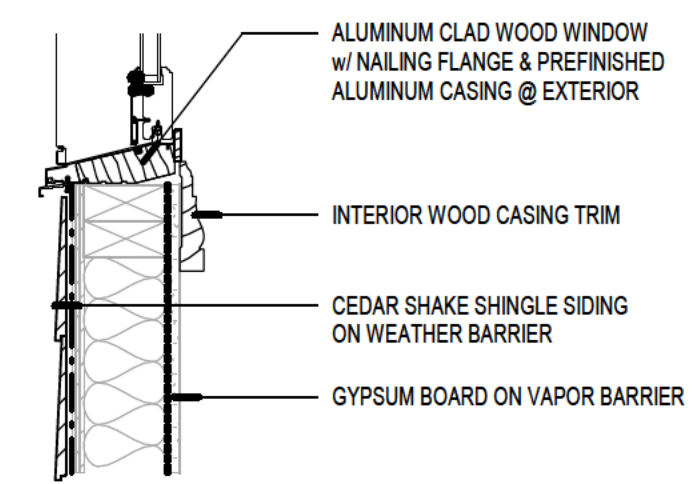 ALUMINUM CLAD WOOD WINDOW
w/ NAILING FLANGE & PREFINISHED
ALUMINUM CASING @ EXTERIOR
INTERIOR WOOD CASING TRIM
CEDAR SHAKE SHINGLE SIDING
ON WEATHER BARRIER
GYPSUM BOARD ON VAPOR BARRIER